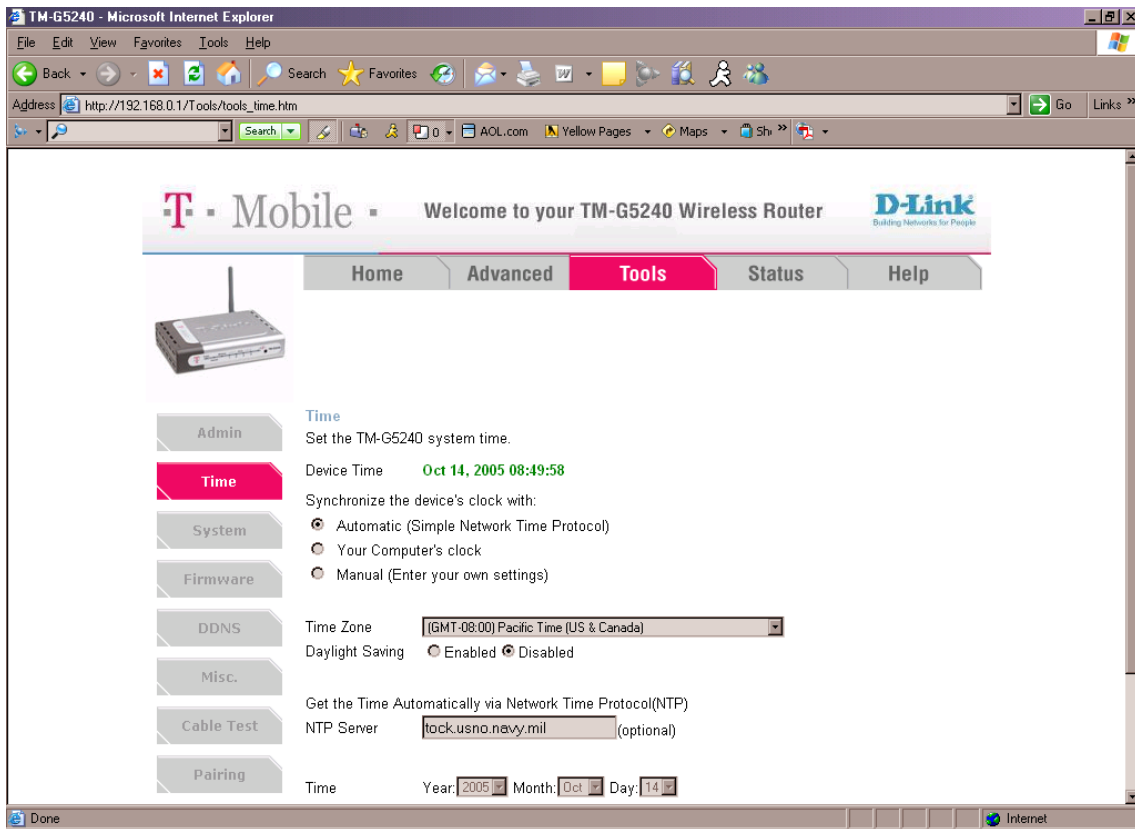 TM-G5240 - Microsoft Internet Explorer
File Edit View Favorites Tools Help
Back Search Favorites
Address http://192.168.0.1/Tools/tools_time.htm Go Links »
Search 0 AOL.com Yellow Pages Maps »
T · Mobile · Welcome to your TM-G5240 Wireless Router D-Link
Building Networks for People
Home Advanced Tools Status Help
Admin
Time
System
Firmware
DDNS
Misc.
Cable Test
Pairing
Time
Set the TM-G5240 system time.
Device Time Oct 14, 2005 08:49:58
Synchronize the device's clock with:
Automatic (Simple Network Time Protocol)
Your Computer's clock
Manual (Enter your own settings)
Time Zone (GMT-08:00) Pacific Time (US & Canada)
Daylight Saving Enabled Disabled
Get the Time Automatically via Network Time Protocol(NTP)
NTP Server tock.usno.navy.mil (optional)
Time Year: 2005 Month: Oct Day: 14
Done Internet